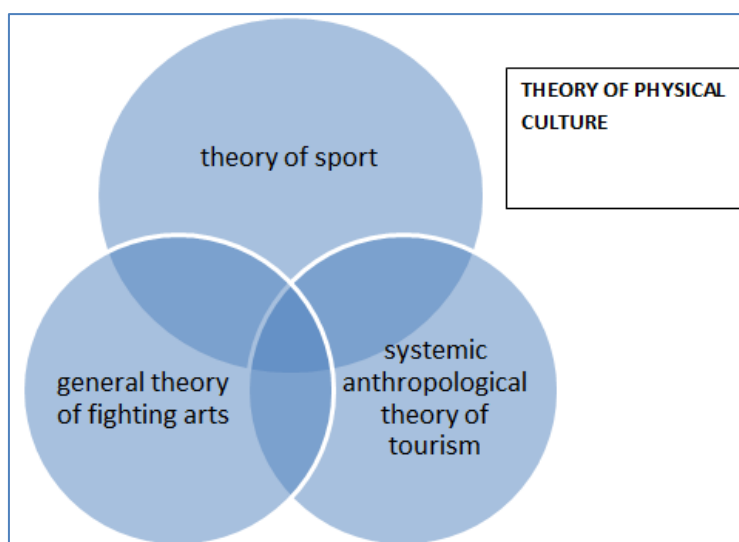 THEORY OF PHYSICAL
CULTURE
theory of sport
general theory
of fighting arts
systemic
anthropological
theory of
tourism